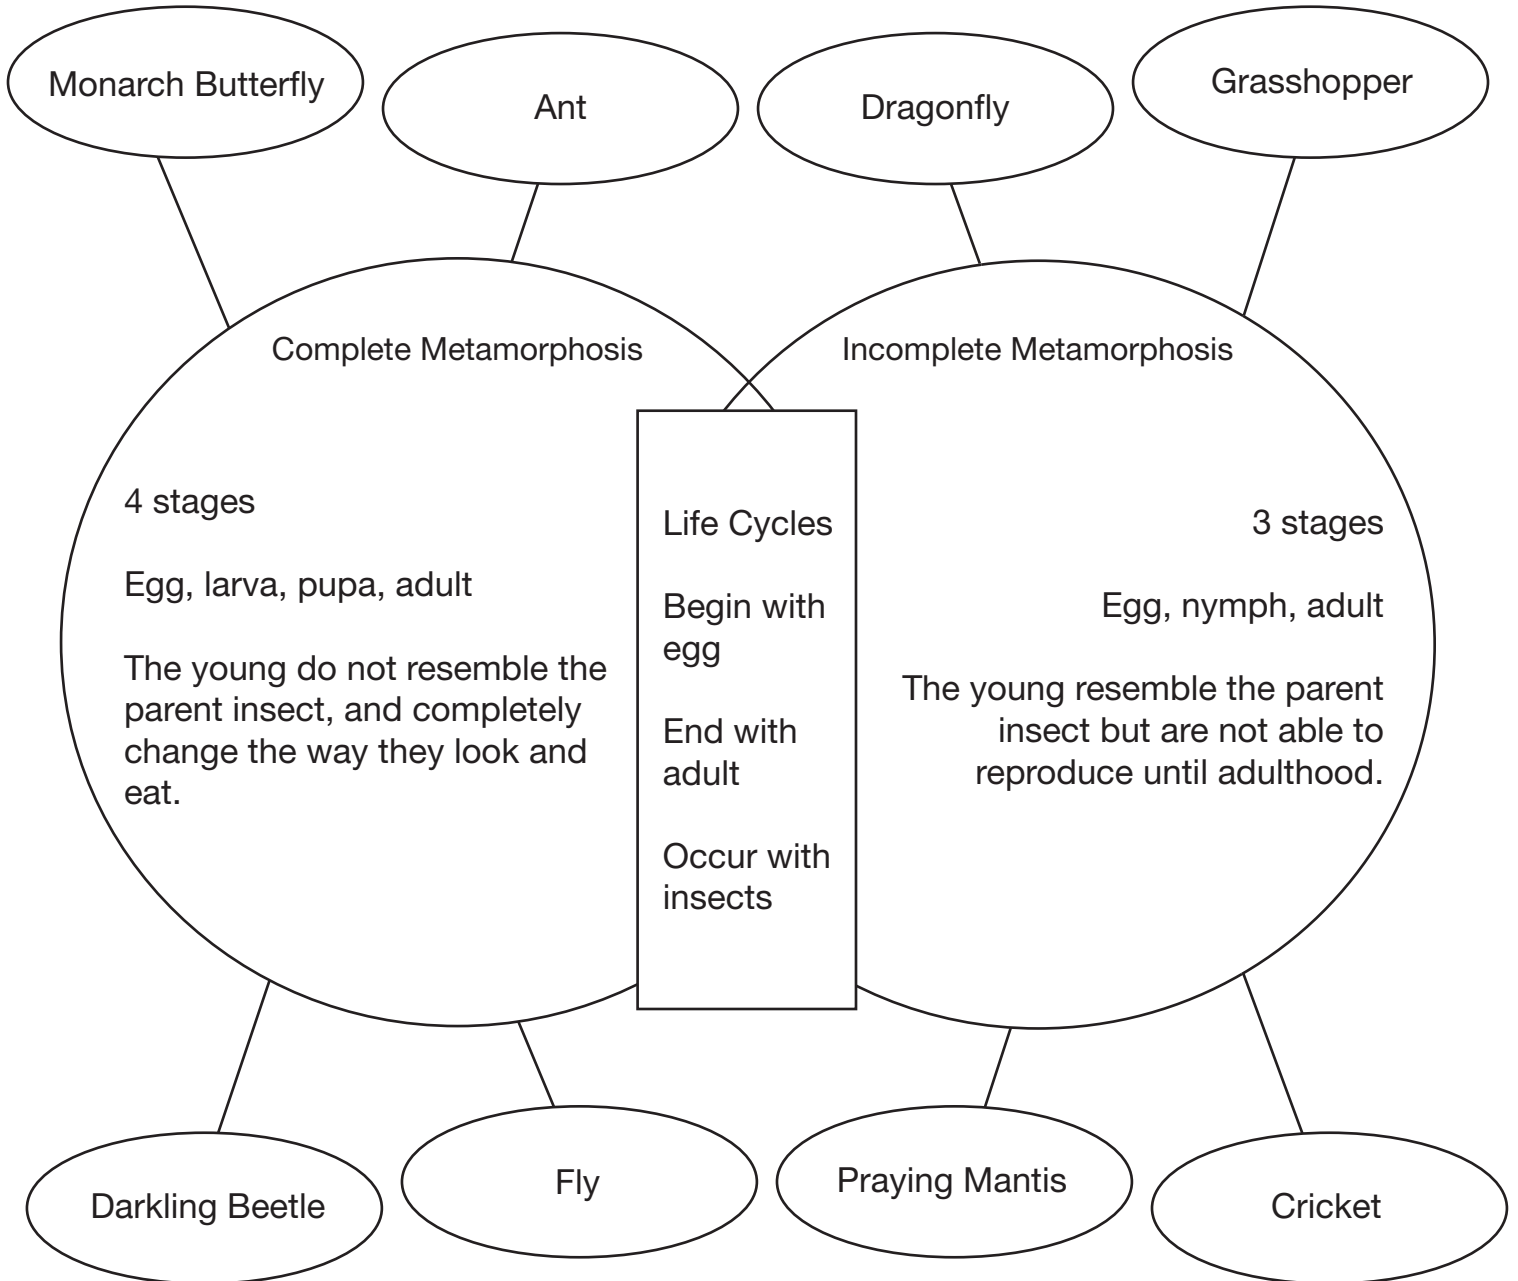 Monarch Butterfly
Ant
Dragonfly
Grasshopper
Complete Metamorphosis
Incomplete Metamorphosis
4 stages
Egg, larva, pupa, adult
The young do not resemble the
parent insect, and completely
change the way they look and
eat.
Life Cycles
Begin with
egg
End with
adult
Occur with
insects
3 stages
Egg, nymph, adult
The young resemble the parent
insect but are not able to
reproduce until adulthood.
Darkling Beetle
Fly
Praying Mantis
Cricket